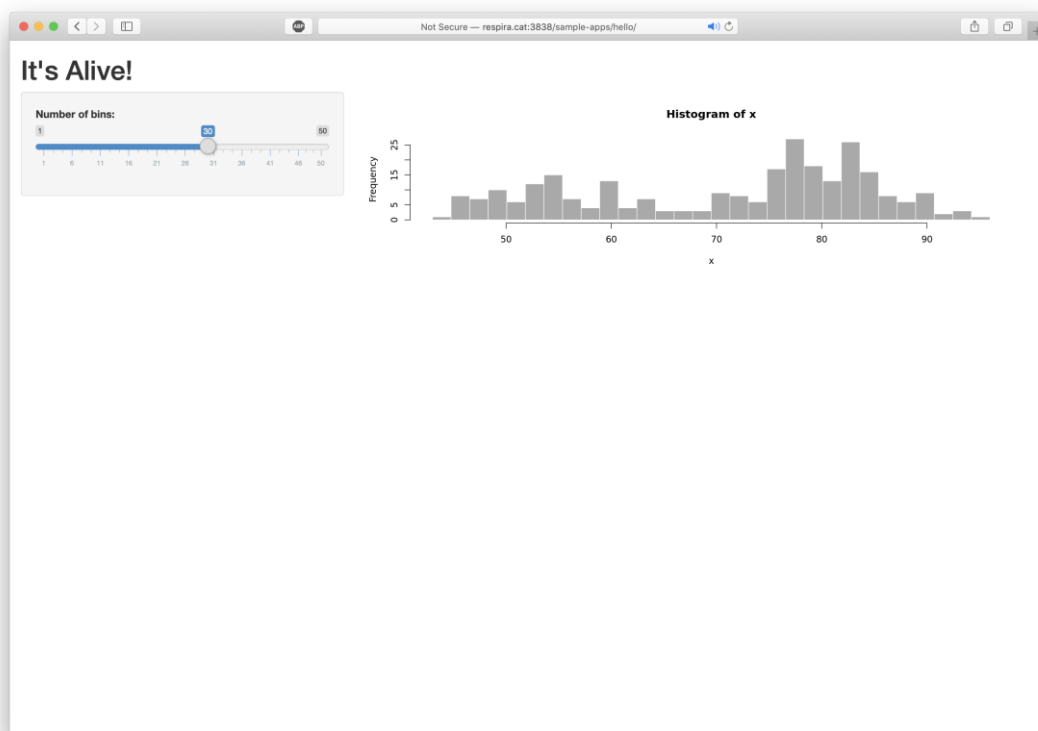 ABP
Not Secure — respira.cat:3838/sample-apps/hello/
It's Alive!
Number of bins:
1 30 50
1 6 11 16 21 26 31 36 41 46 50
Histogram of x
Frequency
0 5 15 25
50 60 70 80 90
x